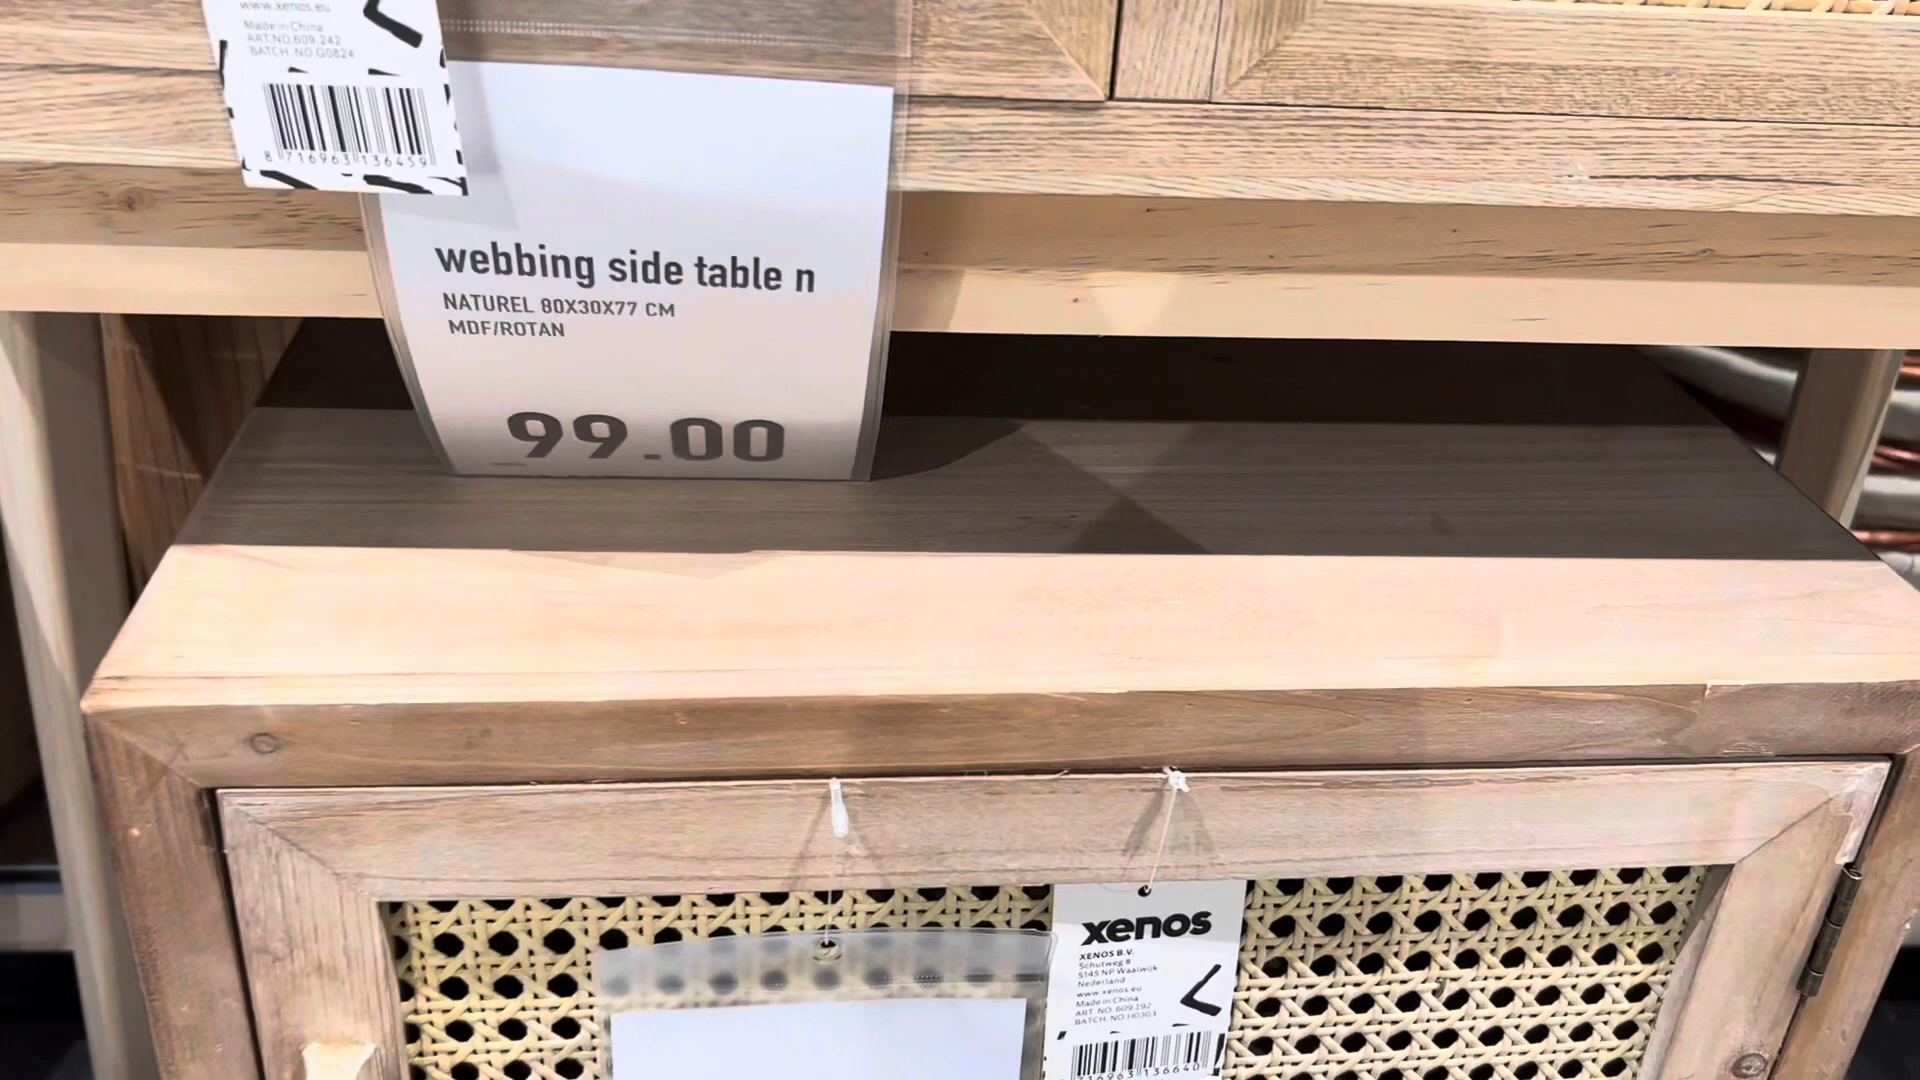 www.xenos.eu
Made in China
ART.NO.609.242
BATCH. NO.G0824
8 716963 136459
webbing side table n
NATUREL 80X30X77 CM
MDF/ROTAN
99.00
xenos
XENOS B.V.
Schutweg 8
5145 NP Waalwijk
Nederland
www.xenos.eu
Made in China
ART. NO. 609.192
BATCH. NO.H0303
716963 136640